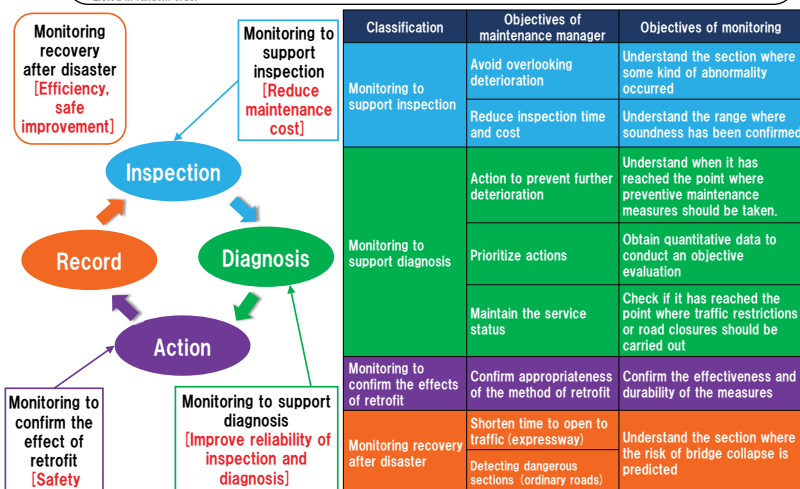 Monitoring
recovery
after disaster
[Efficiency,
safe
improvement]
Monitoring to
support
inspection
[Reduce
maintenance
cost]
Inspection
Record
Diagnosis
Action
Monitoring to
confirm the
effect of
retrofit
[Safety
Monitoring to support
diagnosis
[Improve reliability of
inspection and
diagnosis]
Classification
Objectives of
maintenance manager
Objectives of monitoring
Monitoring to
support inspection
Avoid overlooking
deterioration
Understand the section where
some kind of abnormality
occurred
Reduce inspection time
and cost
Understand the range where
soundness has been confirmed
Monitoring to
support diagnosis
Action to prevent further
deterioration
Understand when it has
reached the point where
preventive maintenance
measures should be taken.
Prioritize actions
Obtain quantitative data to
conduct an objective
evaluation
Maintain the service
status
Check if it has reached the
point where traffic restrictions
or road closures should be
carried out
Monitoring to
confirm the effects
of retrofit
Confirm appropriateness
of the method of retrofit
Confirm the effectiveness and
durability of the measures
Monitoring recovery
after disaster
Shorten time to open to
traffic (expressway)
Detecting dangerous
sections (ordinary roads)
Understand the section where
the risk of bridge collapse is
predicted